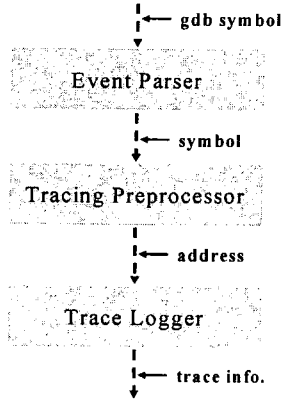 gdb symbol
Event Parser
symbol
Tracing Preprocessor
address
Trace Logger
trace info.